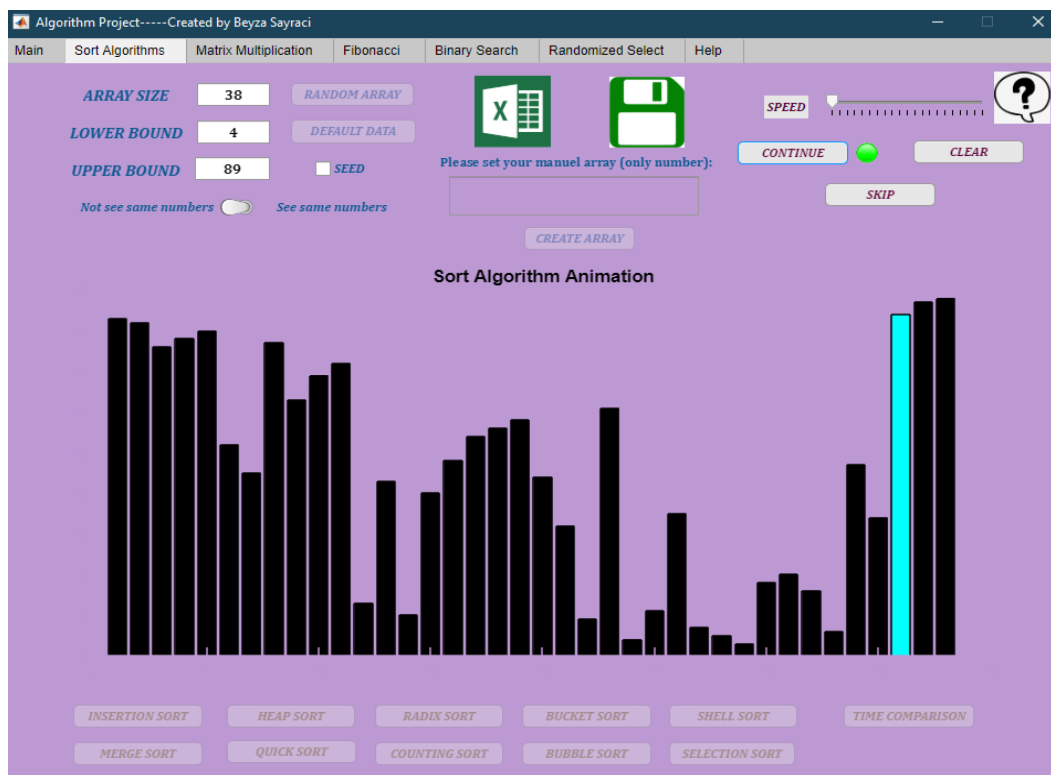 Algorithm Project-----Created by Beyza Sayraci
Main Sort Algorithms Matrix Multiplication Fibonacci Binary Search Randomized Select Help
ARRAY SIZE 38 RANDOM ARRAY
LOWER BOUND 4 DEFAULT DATA
UPPER BOUND 89 SEED
Not see same numbers See same numbers
X
Please set your manuel array (only number):
CREATE ARRAY
SPEED
?
CONTINUE CLEAR
SKIP
Sort Algorithm Animation
INSERTION SORT HEAP SORT RADIX SORT BUCKET SORT SHELL SORT TIME COMPARISON
MERGE SORT QUICK SORT COUNTING SORT BUBBLE SORT SELECTION SORT